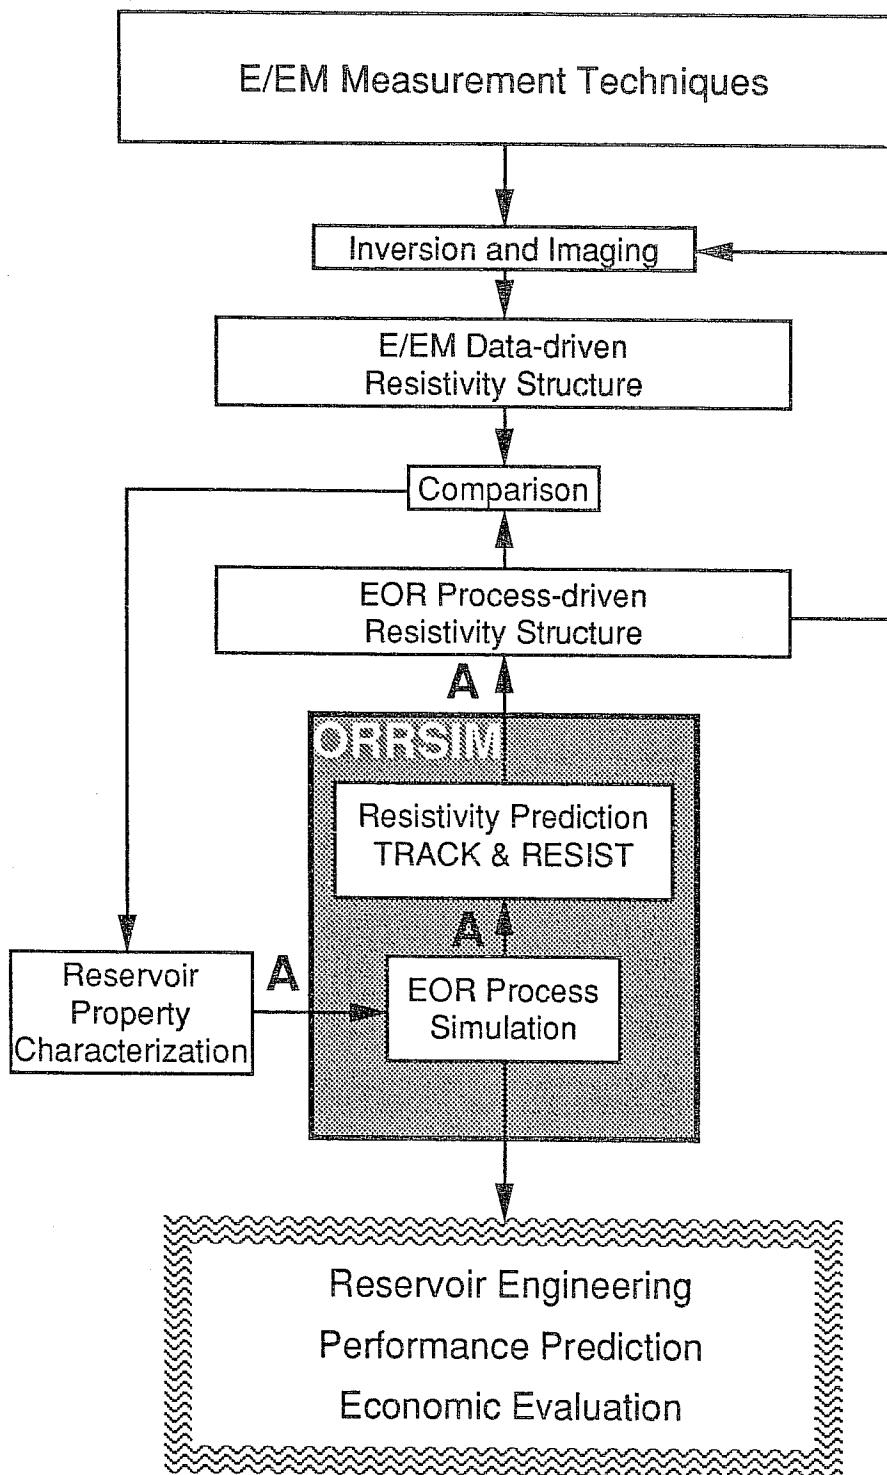 E/EM Measurement Techniques
Inversion and Imaging
E/EM Data-driven
Resistivity Structure
Comparison
EOR Process-driven
Resistivity Structure
A
ORRSIM
Resistivity Prediction
TRACK & RESIST
A
Reservoir
Property
Characterization
A
EOR Process
Simulation
Reservoir Engineering
Performance Prediction
Economic Evaluation